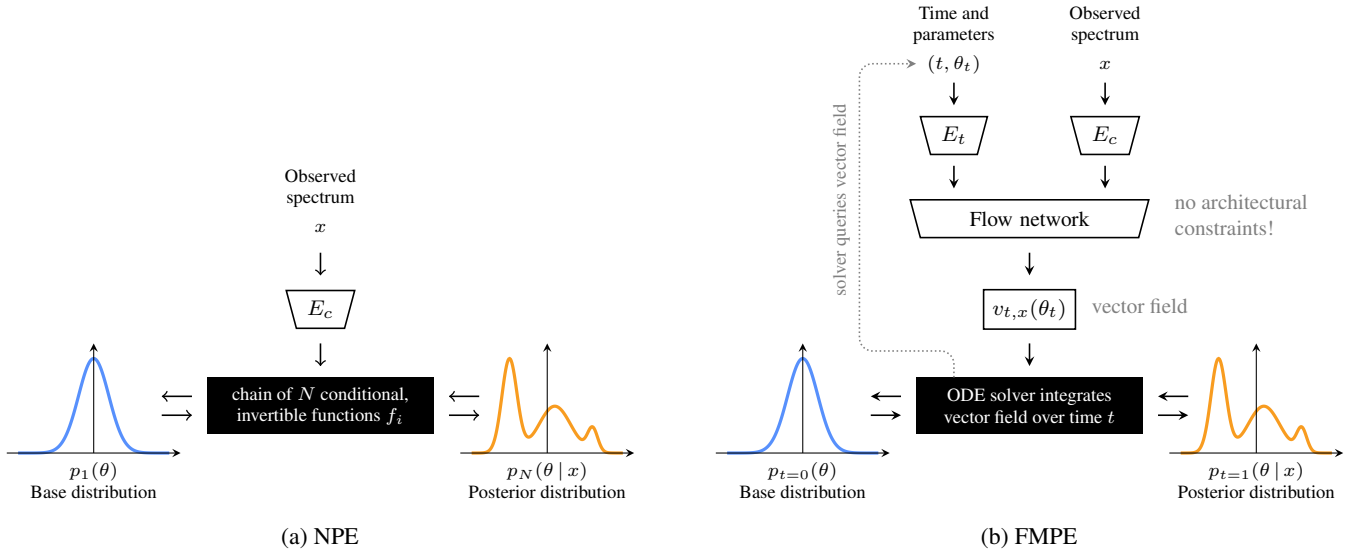 Observed
spectrum
x
E_c
chain of N conditional,
invertible functions f_i
p_1(θ)
Base distribution
p_N(θ | x)
Posterior distribution
(a) NPE
Time and
parameters
(t, θ_t)
Observed
spectrum
x
E_t
E_c
Flow network
no architectural
constraints!
solver queries vector field
v_{t,x}(θ_t)
vector field
ODE solver integrates
vector field over time t
p_{t=0}(θ)
Base distribution
p_{t=1}(θ | x)
Posterior distribution
(b) FMPE